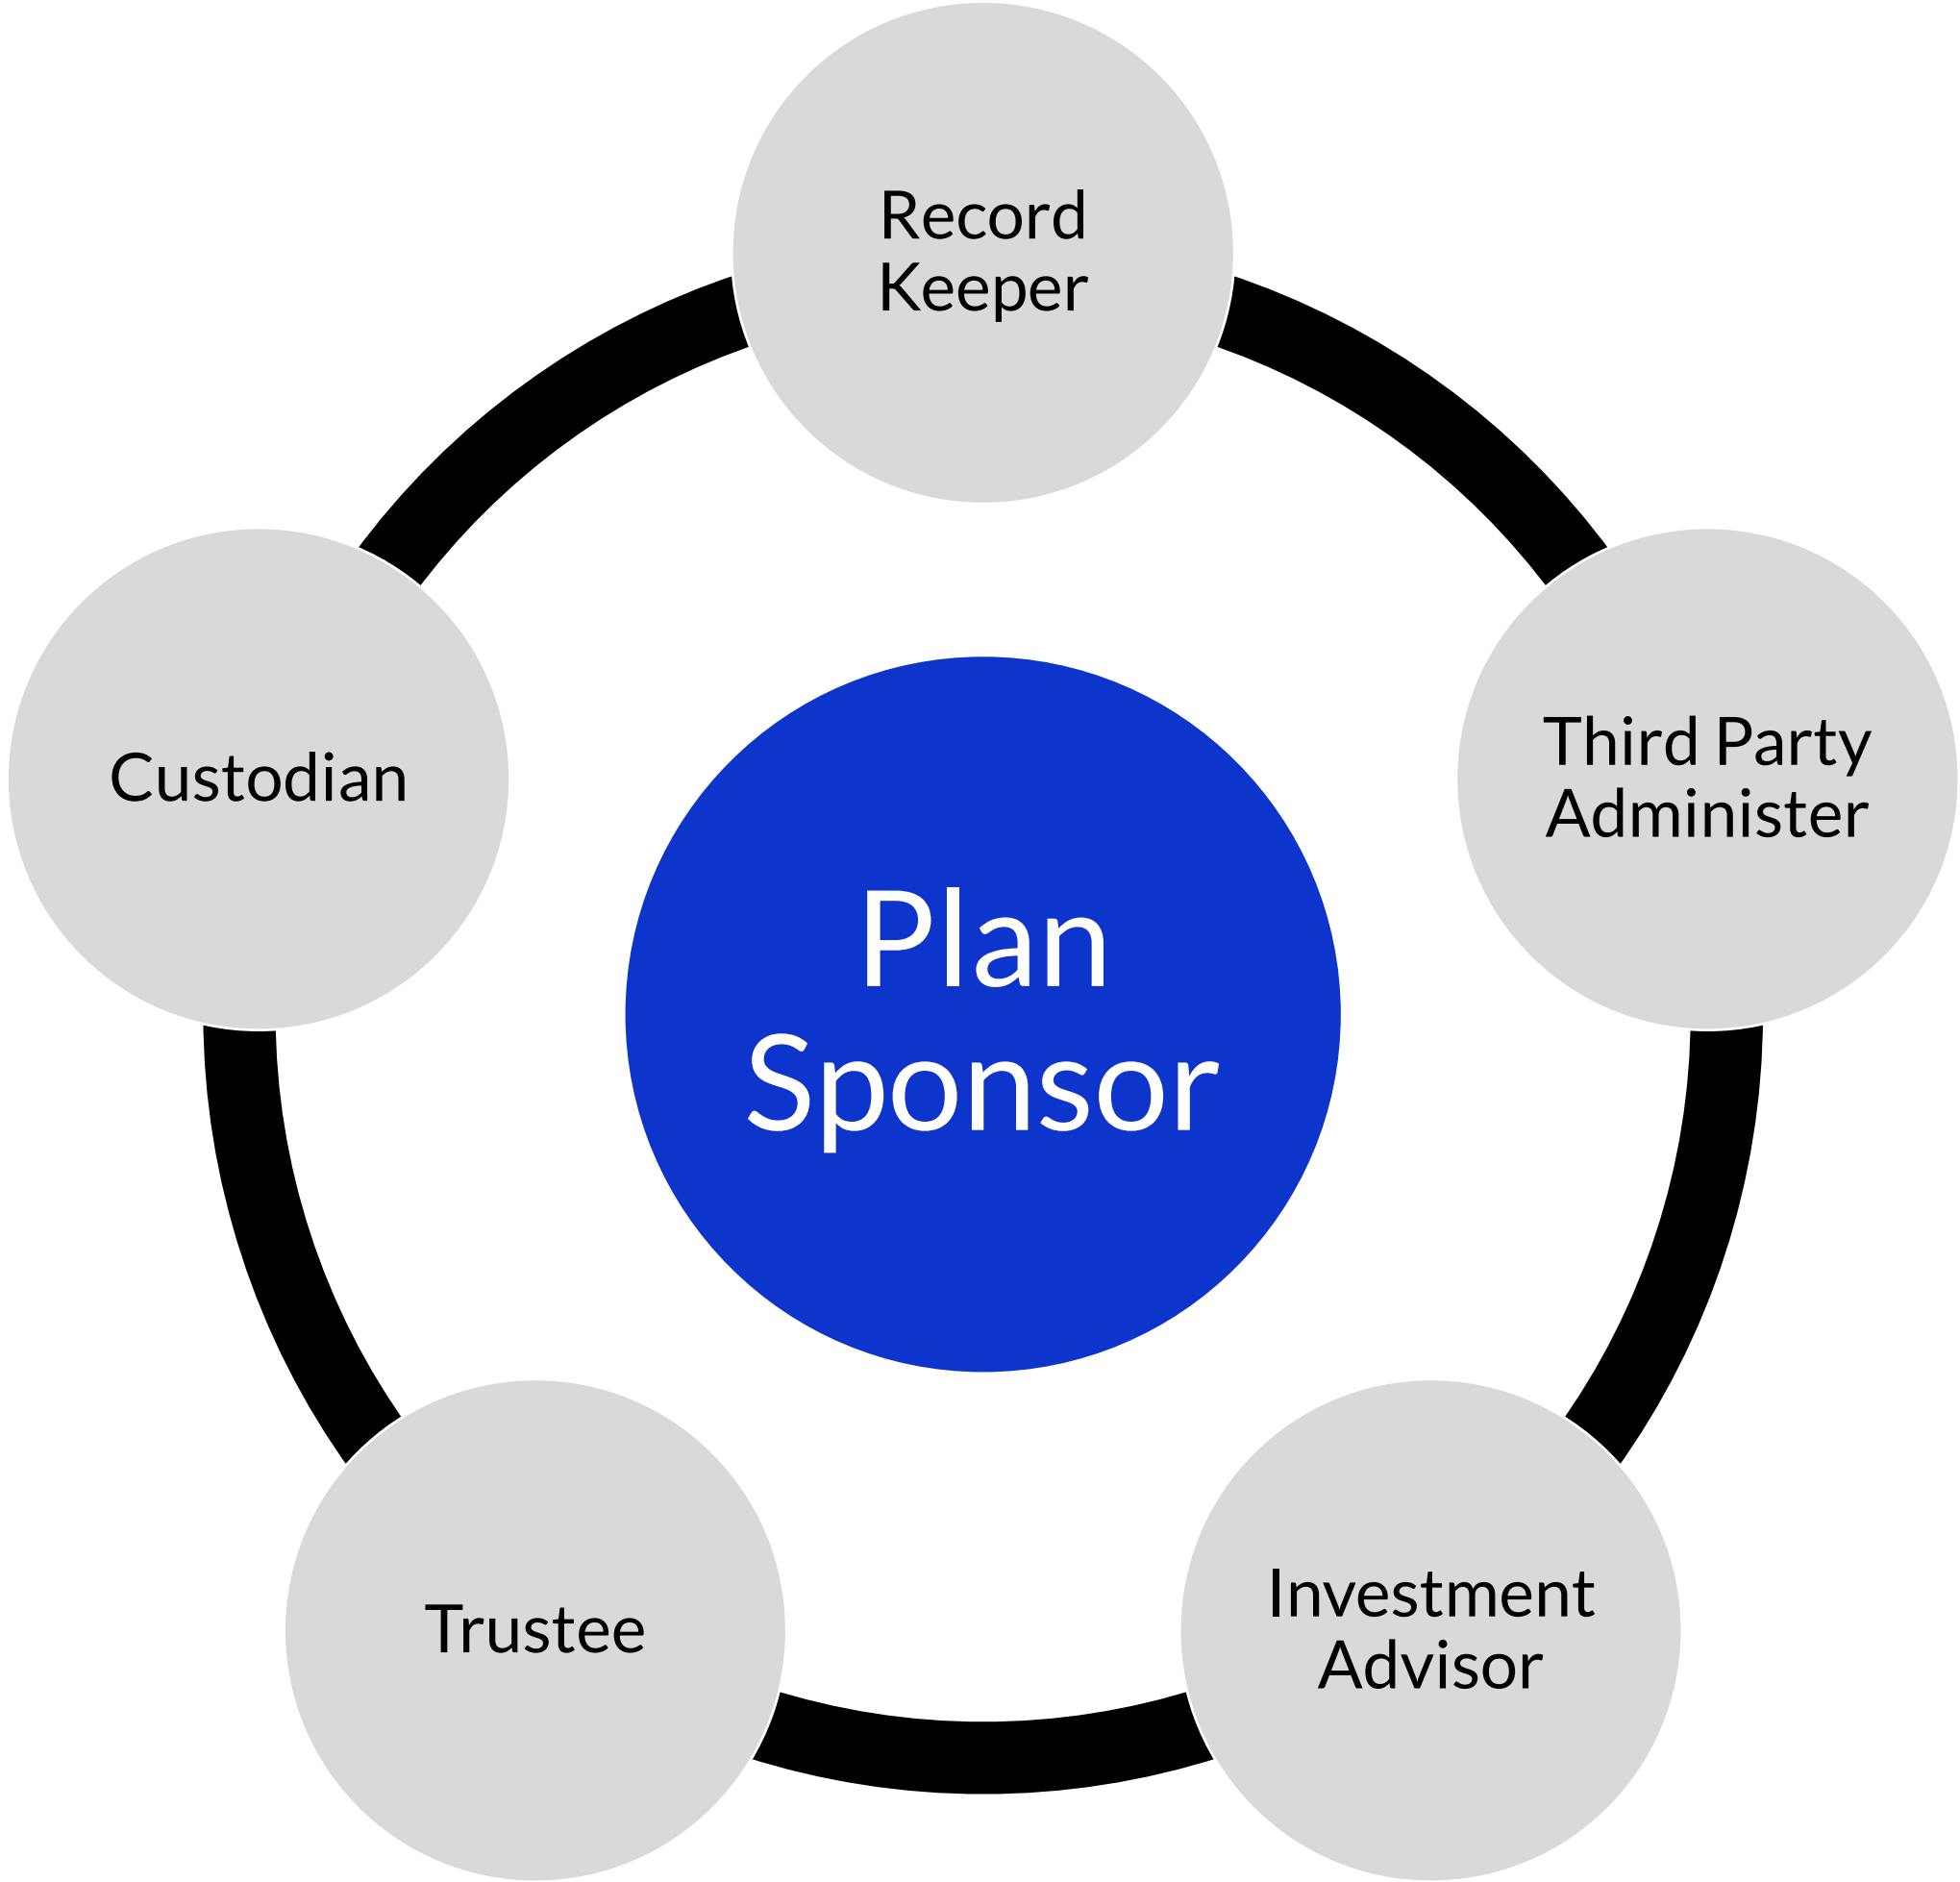 Record
Keeper
Custodian
Third Party
Administer
Plan
Sponsor
Trustee
Investment
Advisor